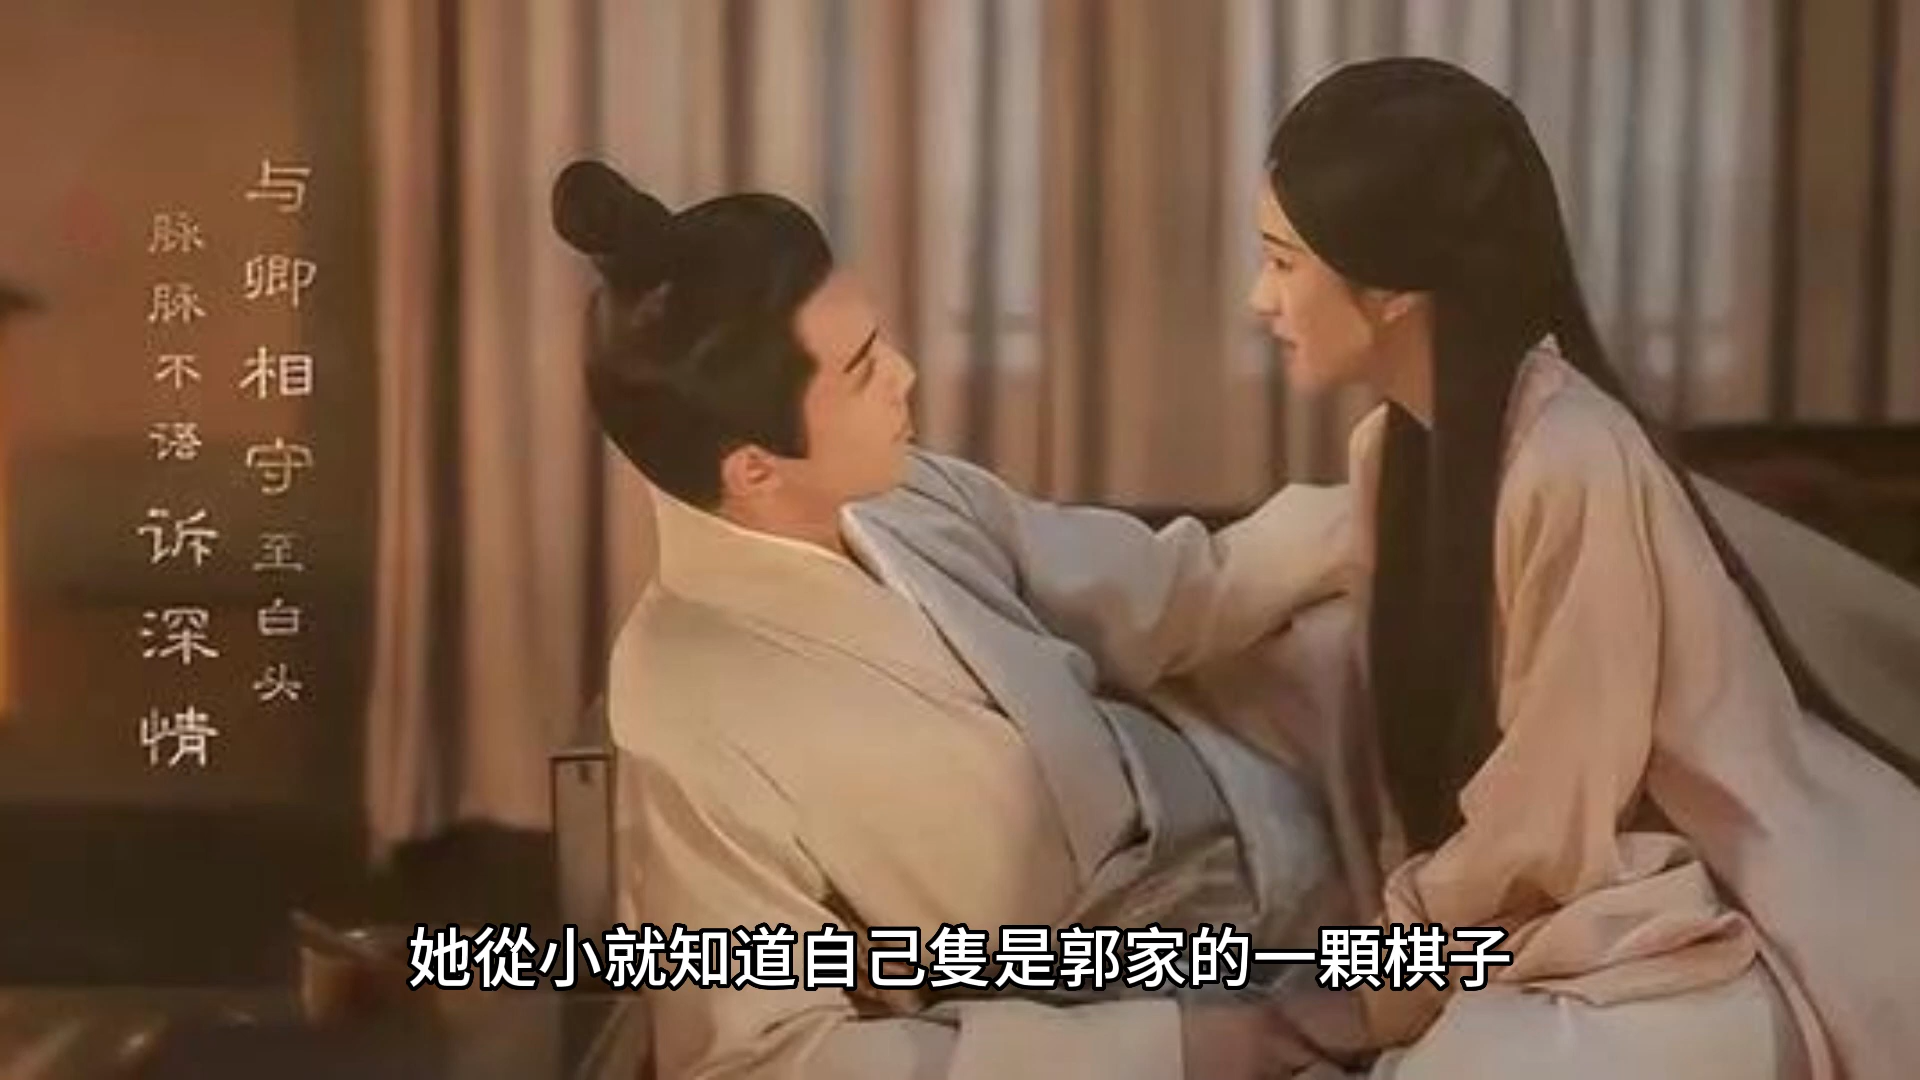 与卿相守至白头
脉脉不语诉深情
她從小就知道自己隻是郭家的一顆棋子